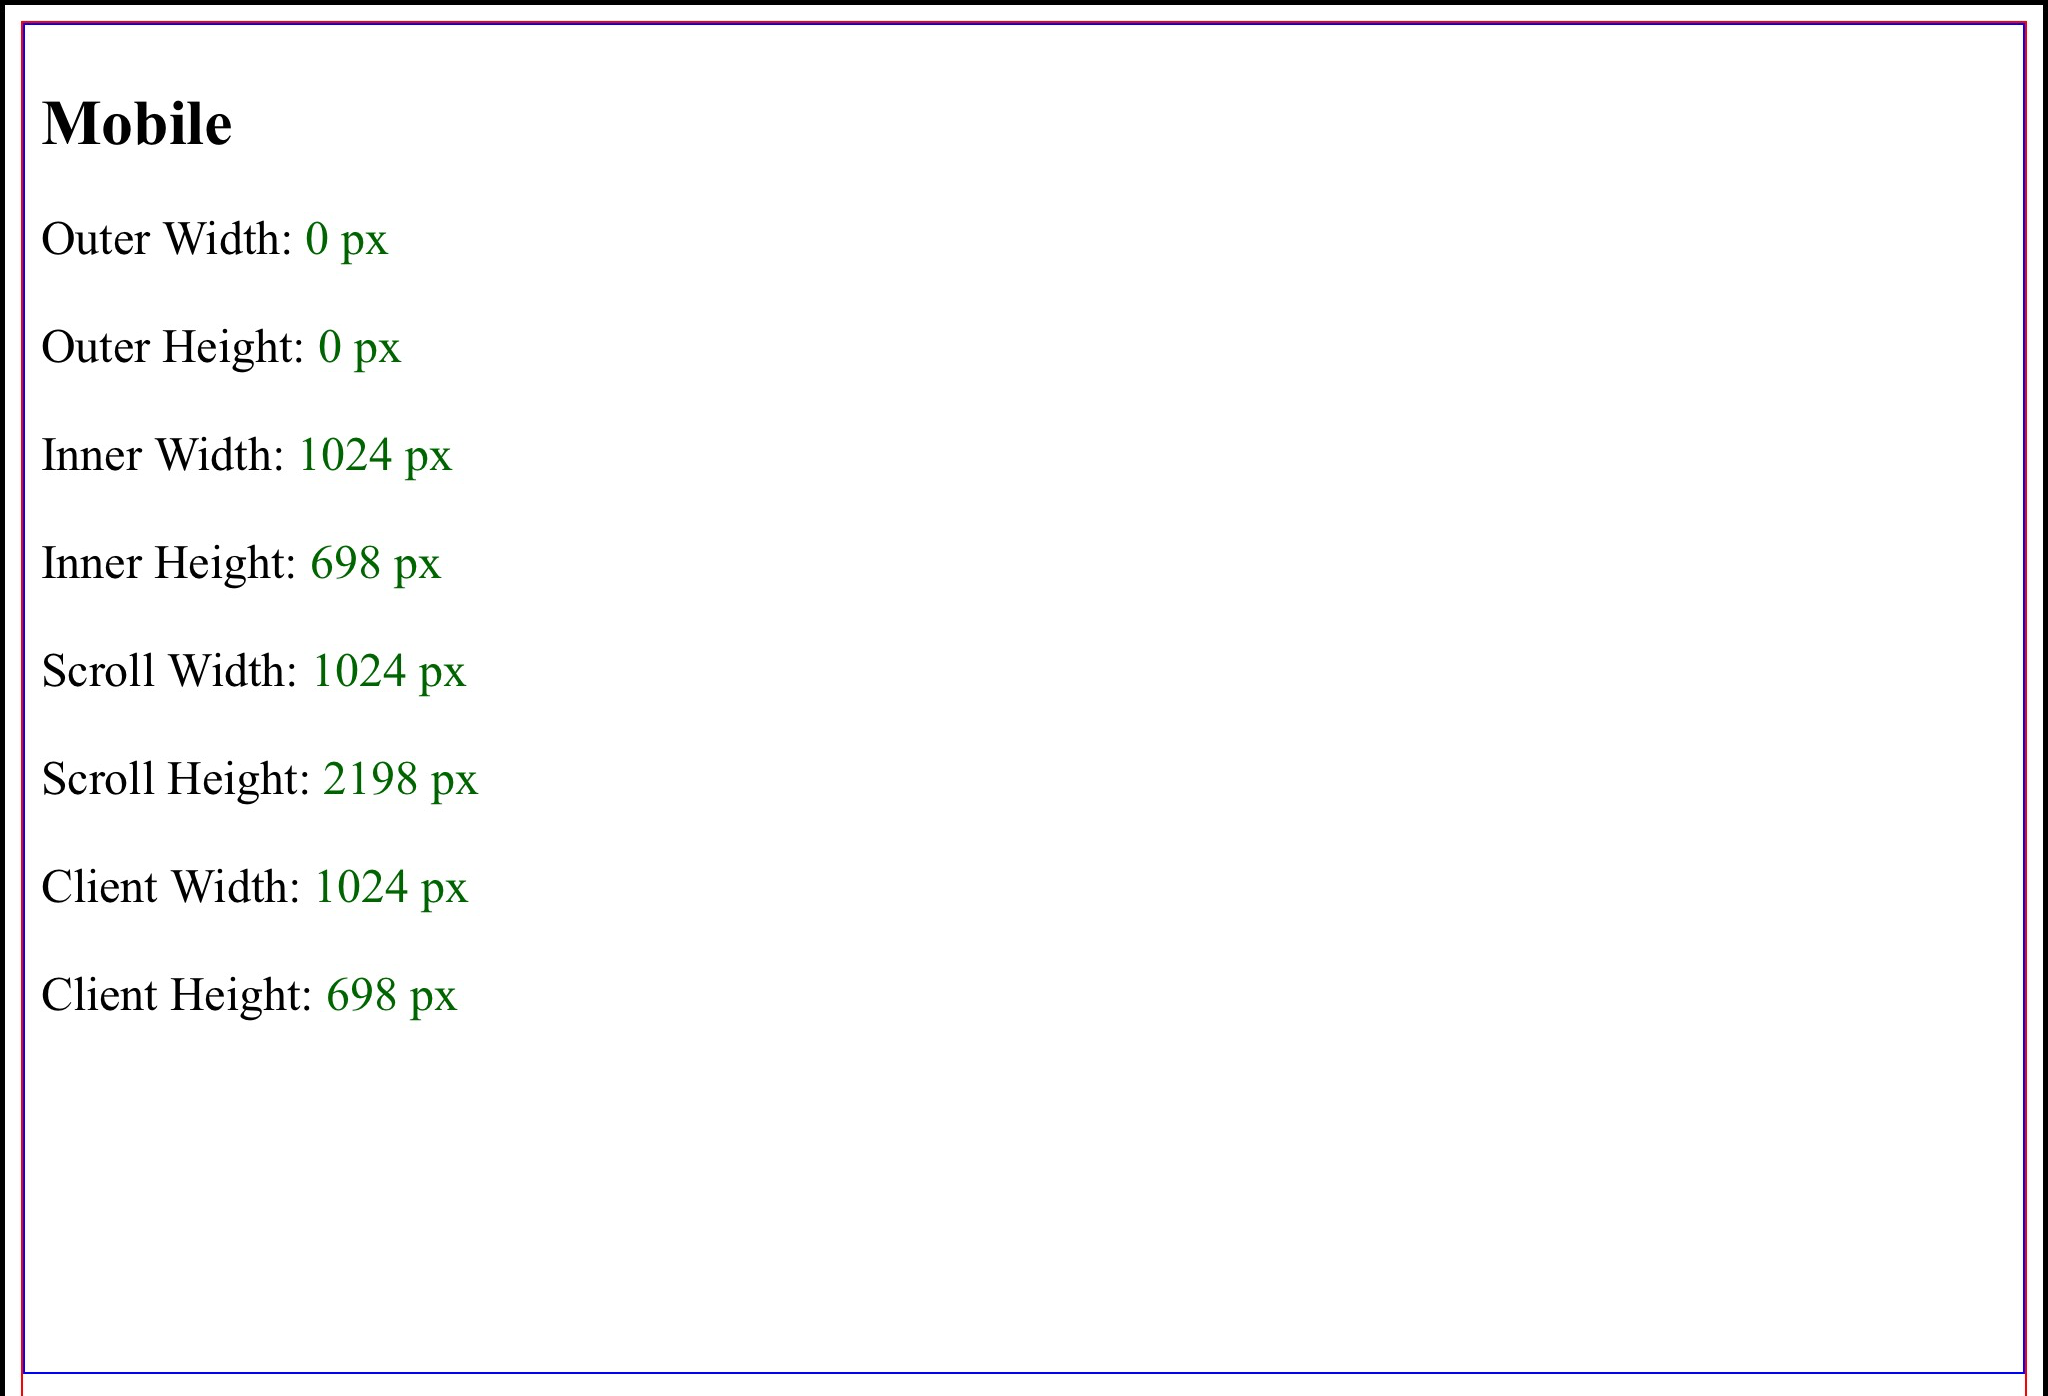 Mobile
Outer Width: 0 px
Outer Height: 0 px
Inner Width: 1024 px
Inner Height: 698 px
Scroll Width: 1024 px
Scroll Height: 2198 px
Client Width: 1024 px
Client Height: 698 px